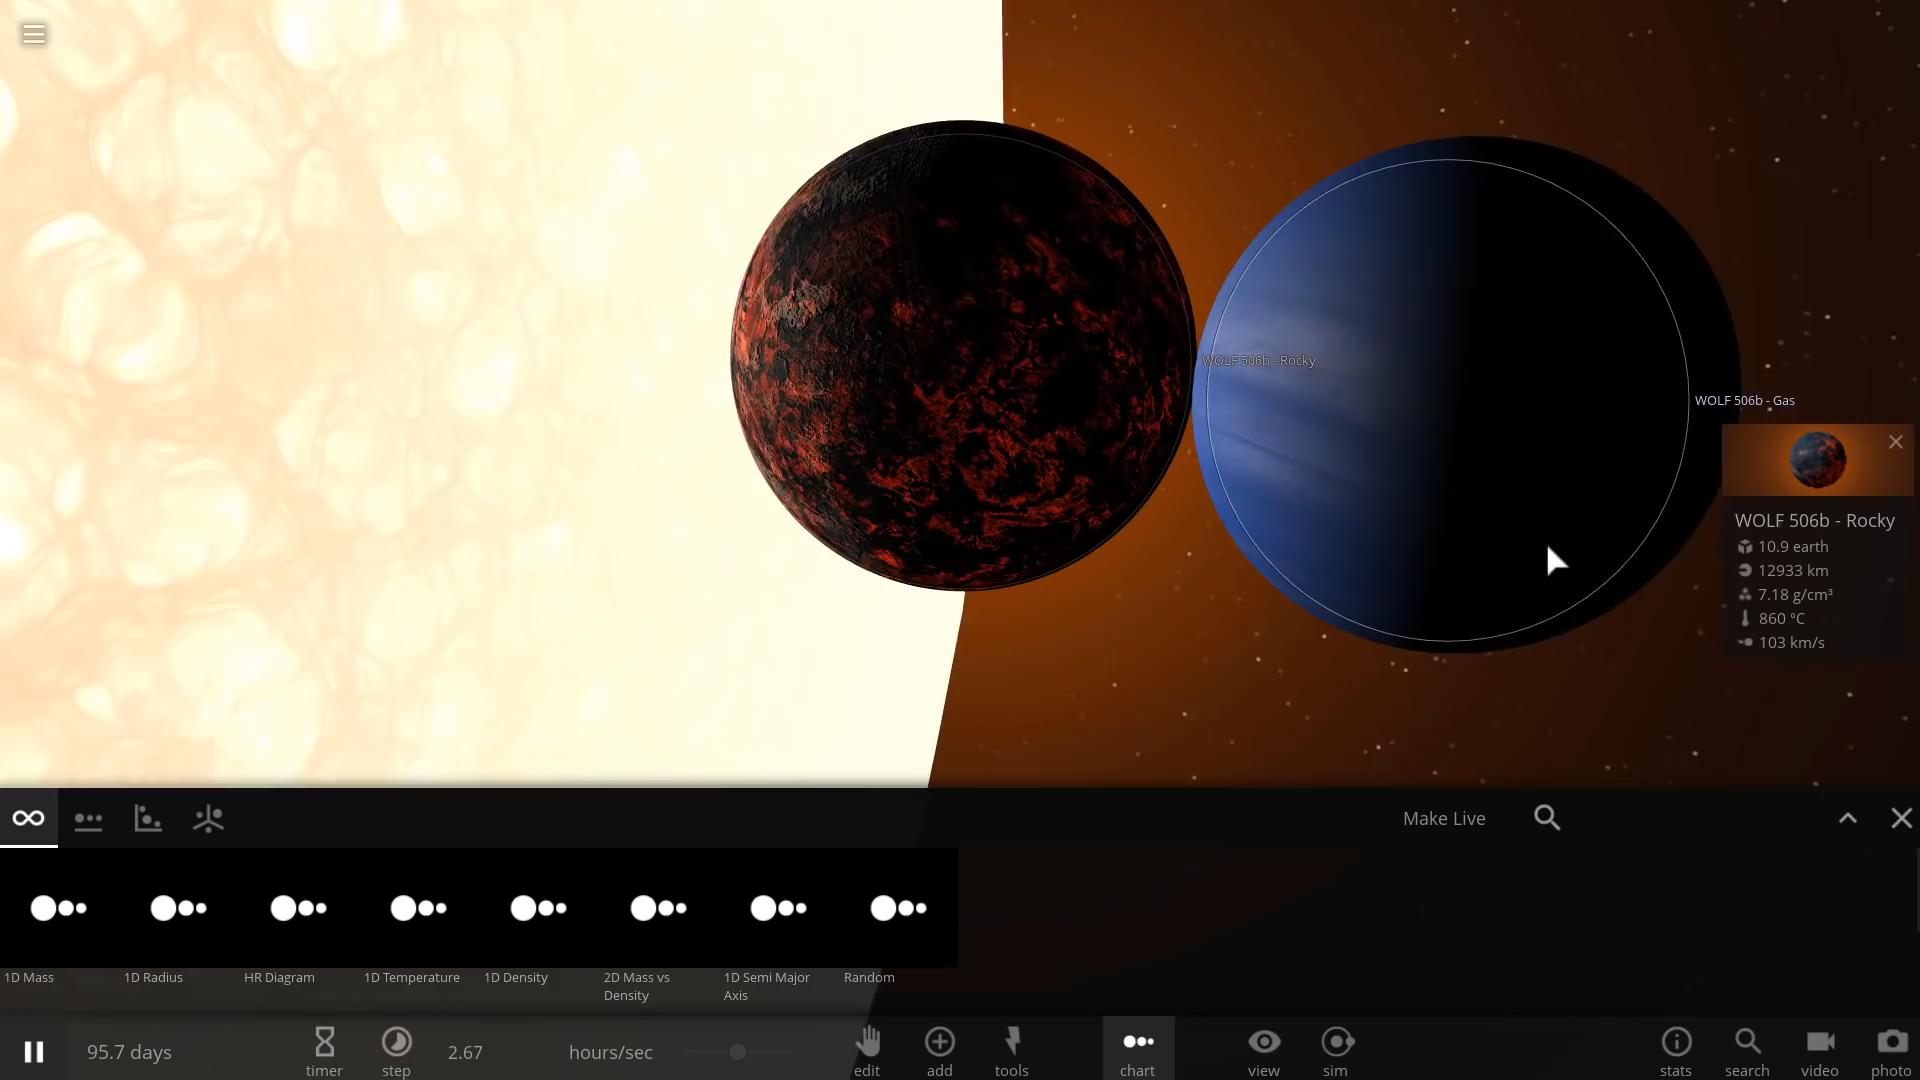 WOLF 506b - Rocky
WOLF 506b - Gas
WOLF 506b - Rocky
10.9 earth
12933 km
7.18 g/cm³
860 °C
103 km/s
Make Live
1D Mass
1D Radius
HR Diagram
1D Temperature
1D Density
2D Mass vs
Density
1D Semi Major
Axis
Random
95.7 days
timer
step
2.67
hours/sec
edit
add
tools
chart
view
sim
stats
search
video
photo